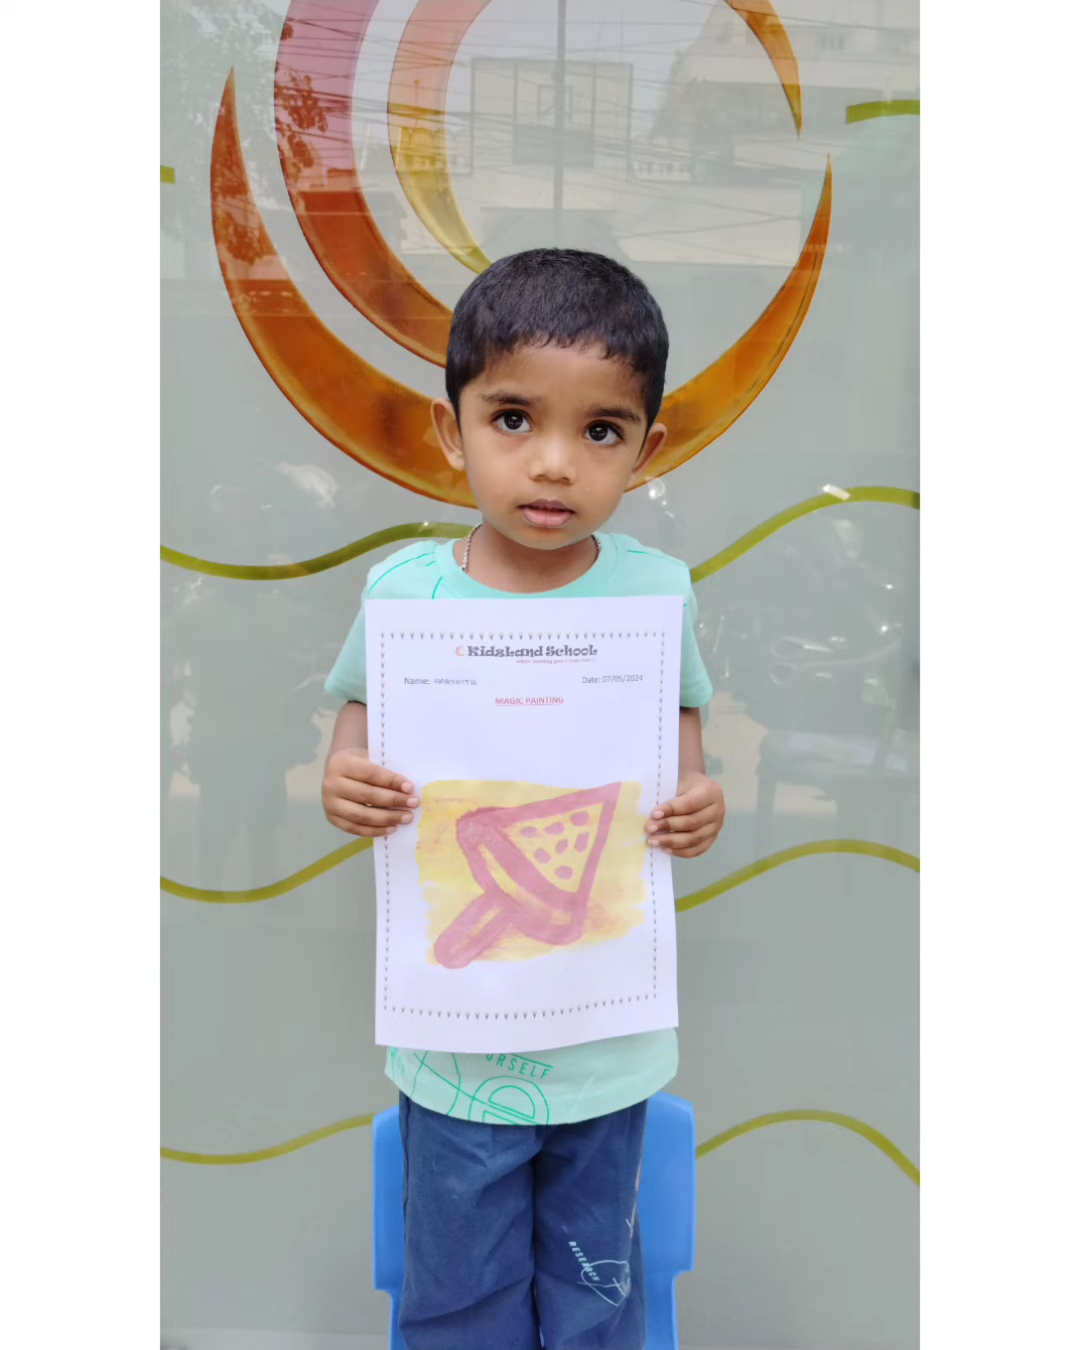 KidzLand School
Name:
Date: 07/05/2024
MAGIC PAINTING
URSELF